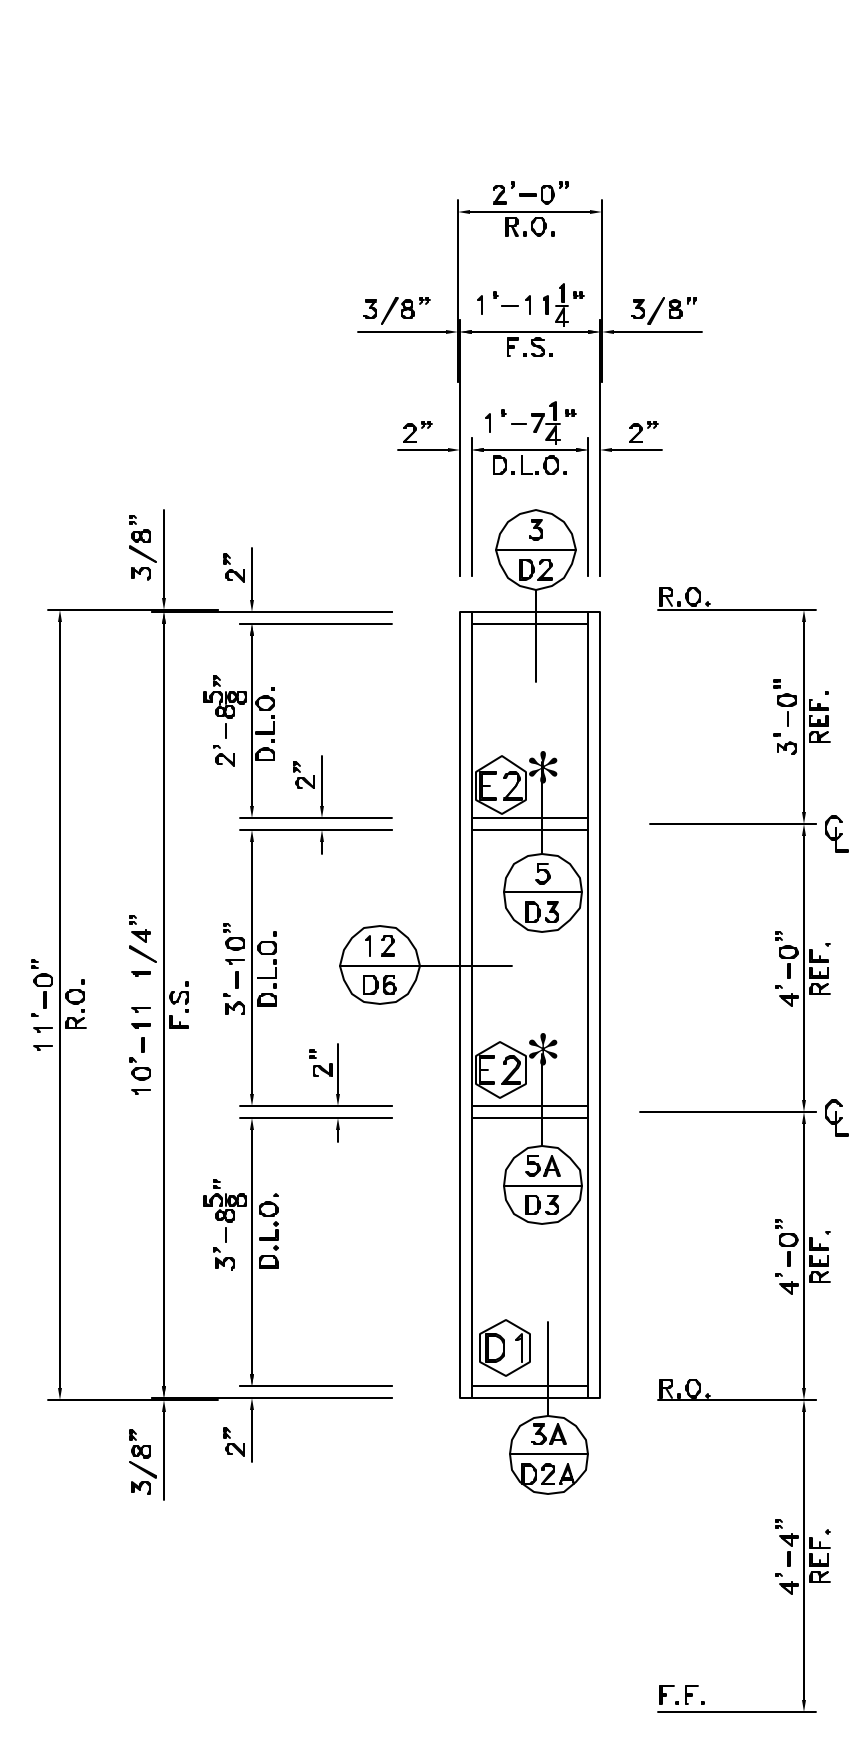 2'-0"
R.O.
3/8"
1'-11 1/4"
3/8"
F.S.
2"
1'-7 1/4"
2"
D.L.O.
3
D2
3/8"
2"
R.O.
2'-8 5/8"
D.L.O.
3'-0"
REF.
2"
E2*
℄
5
D3
11'-0"
R.O.
10'-11 1/4"
F.S.
3'-10"
D.L.O.
12
D6
4'-0"
REF.
2"
E2*
℄
5A
D3
3'-8 5/8"
D.L.O.
4'-0"
REF.
D1
R.O.
3/8"
2"
3A
D2A
4'-4"
REF.
F.F.